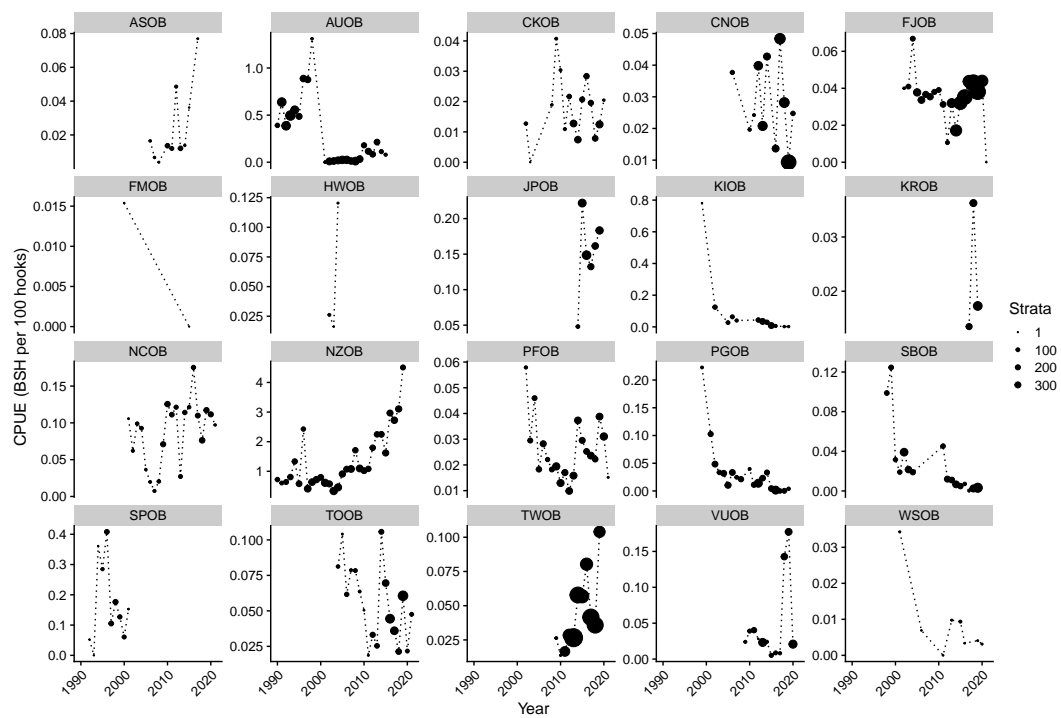 ASOB AUOB CKOB CNOB FJOB
0.08 0.06 0.04 0.02
1.0 0.5 0.0
0.04 0.03 0.02 0.01 0.00
0.05 0.04 0.03 0.02 0.01
0.06 0.04 0.02 0.00
FMOB HWOB JPOB KIOB KROB
0.015 0.010 0.005 0.000
0.125 0.100 0.075 0.050 0.025
0.20 0.15 0.10 0.05
0.8 0.6 0.4 0.2 0.0
0.03 0.02
NCOB NZOB PFOB PGOB SBOB
0.15 0.10 0.05 0.00
4 3 2 1
0.06 0.05 0.04 0.03 0.02 0.01
0.20 0.15 0.10 0.05 0.00
0.12 0.08 0.04 0.00
SPOB TOOB TWOB VUOB WSOB
0.4 0.3 0.2 0.1 0.0
0.100 0.075 0.050 0.025
0.100 0.075 0.050 0.025
0.15 0.10 0.05 0.00
0.03 0.02 0.01 0.00
1990 2000 2010 2020 1990 2000 2010 2020 1990 2000 2010 2020 1990 2000 2010 2020 1990 2000 2010 2020
Year
CPUE (BSH per 100 hooks)
Strata
1
100
200
300